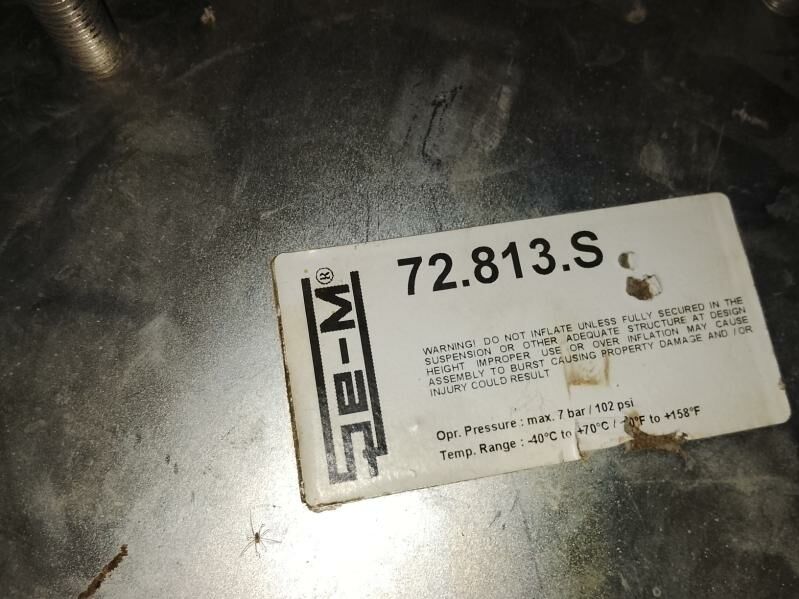 72.813.S
se-M®
WARNING! DO NOT INFLATE UNLESS FULLY SECURED IN THE
SUSPENSION OR OTHER ADEQUATE STRUCTURE AT DESIGN
HEIGHT IMPROPER USE OR OVER INFLATION MAY CAUSE
ASSEMBLY TO BURST CAUSING PROPERTY DAMAGE AND /OR
INJURY COULD RESULT
Opr. Pressure : max. 7 bar / 102 psi
Temp. Range : -40°C to +70°C / to +158°F